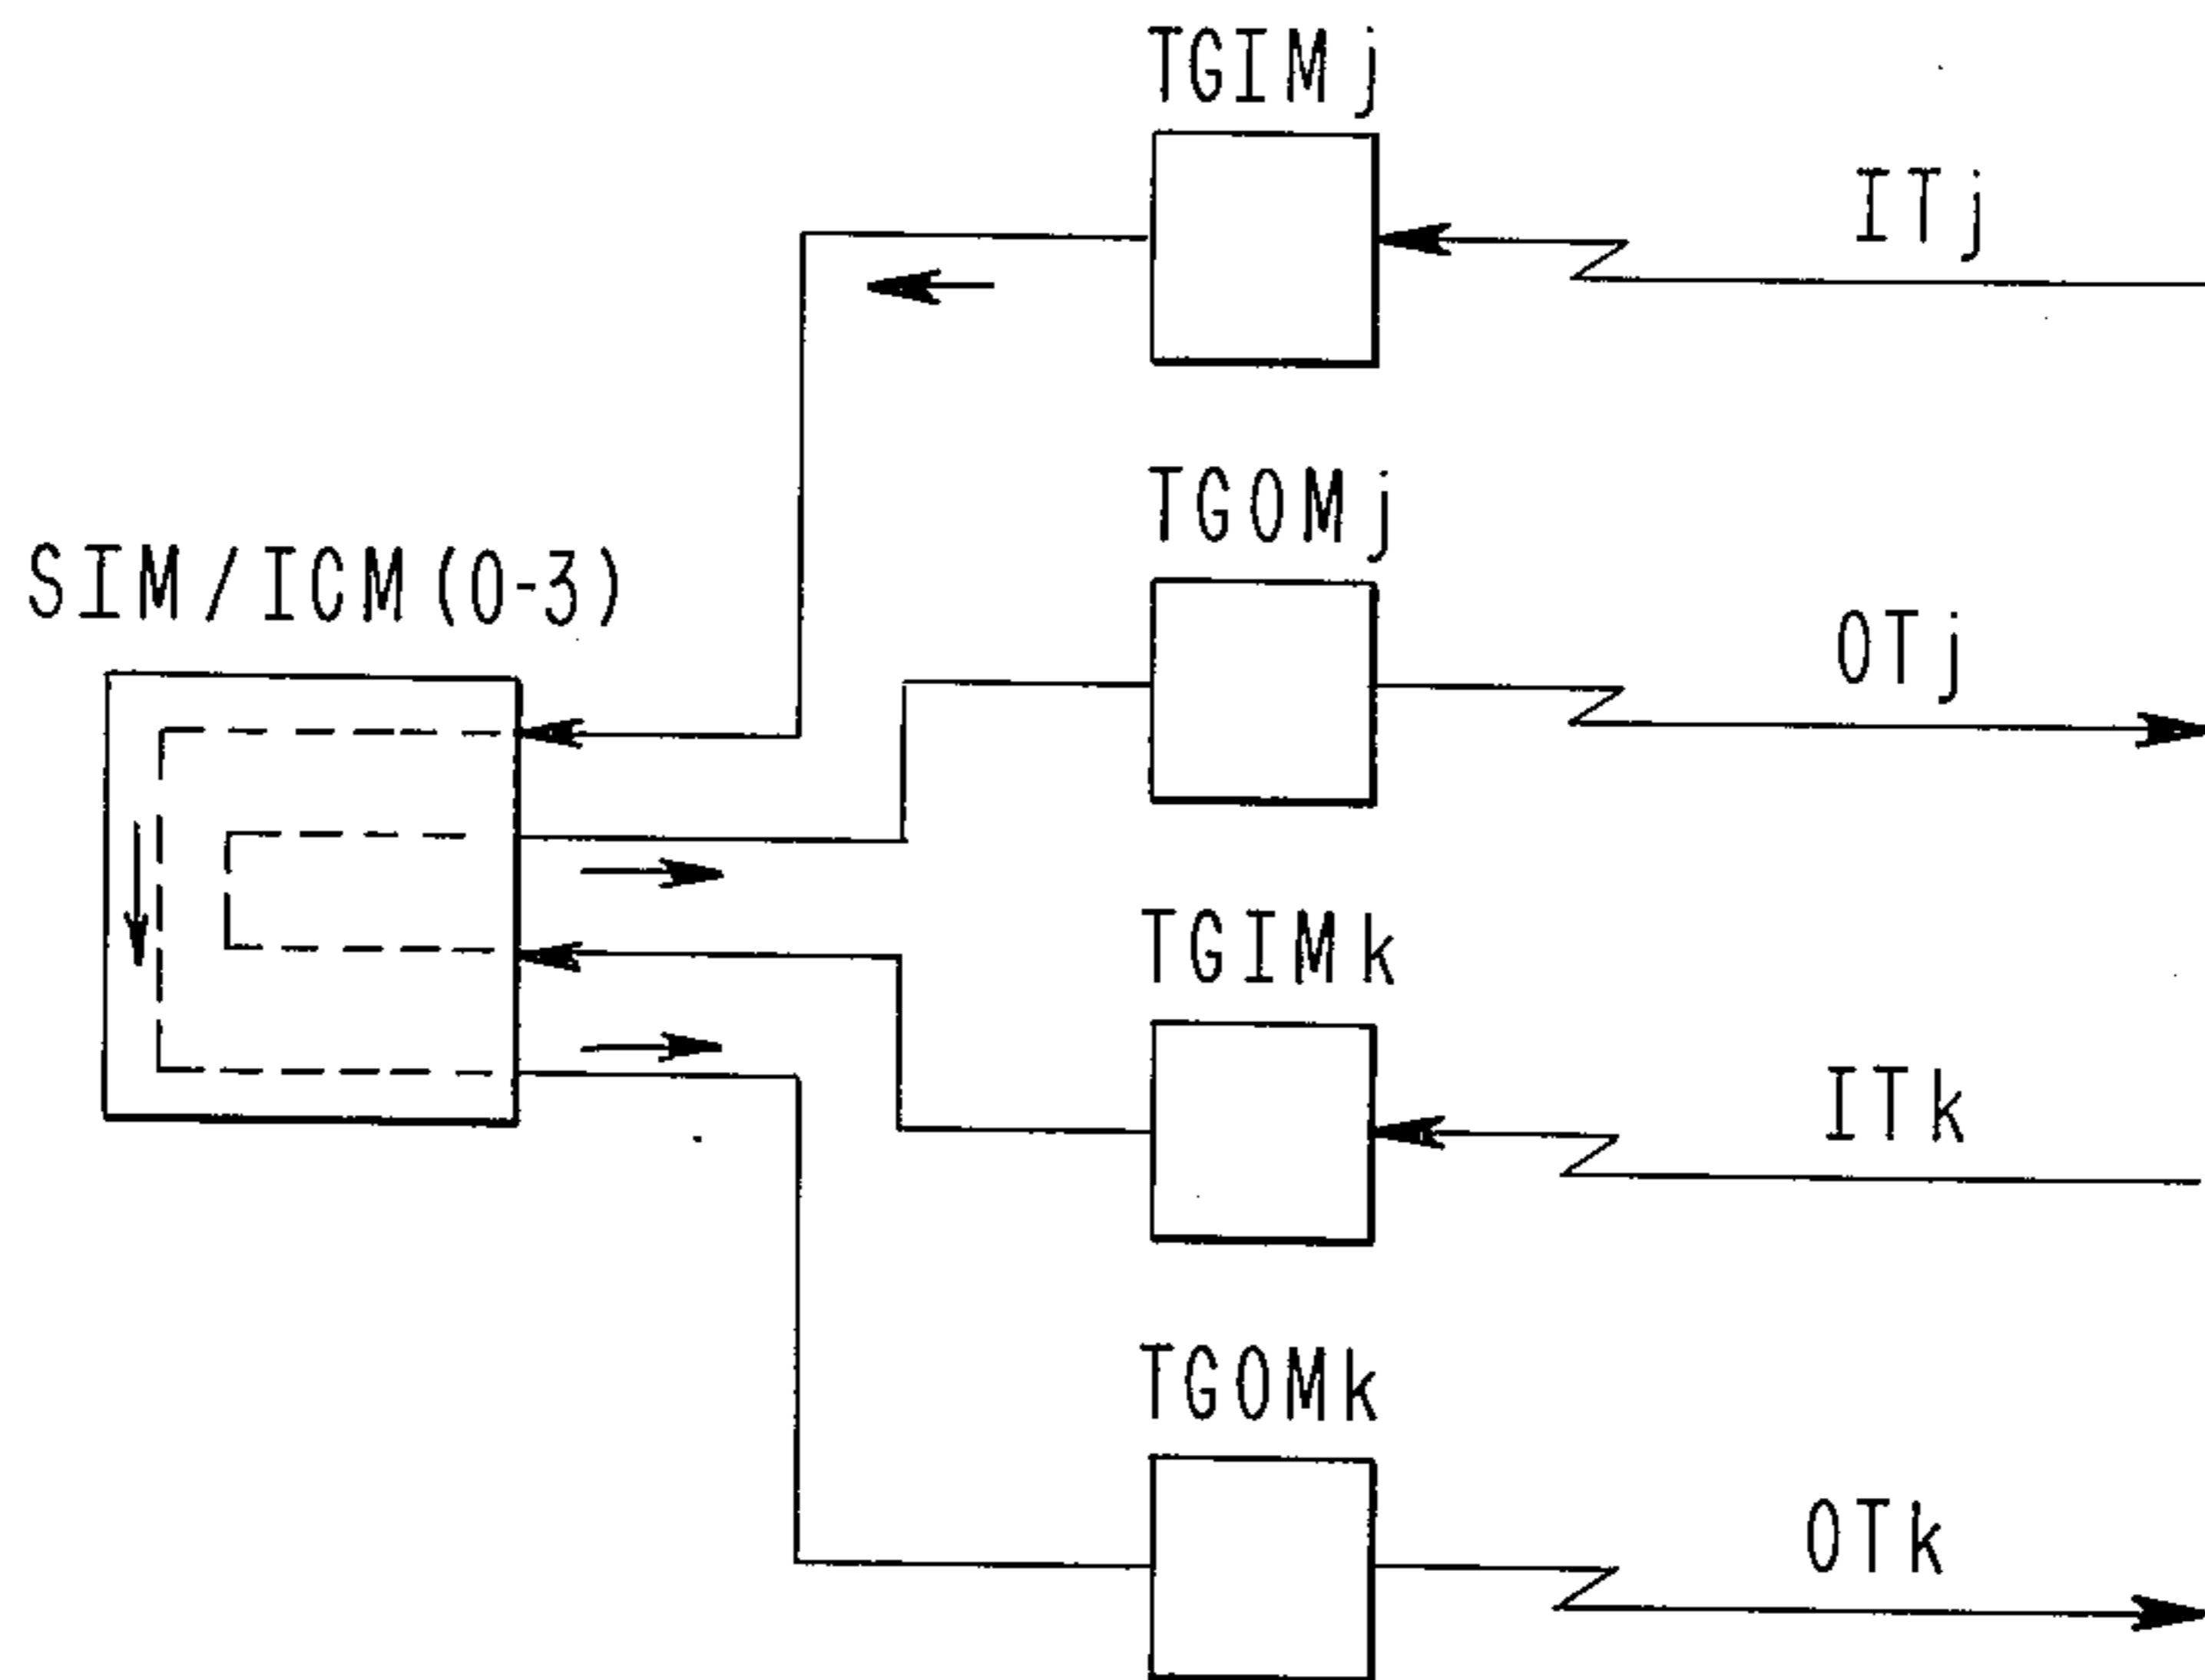 TGIMj
ITj
TGOMj
SIM/ICM(0-3)
OTj
TGIMk
ITk
TGOMk
OTk